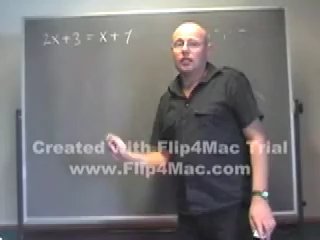 2x + 3 = x + 7
Created with Flip4Mac Trial
www.Flip4Mac.com